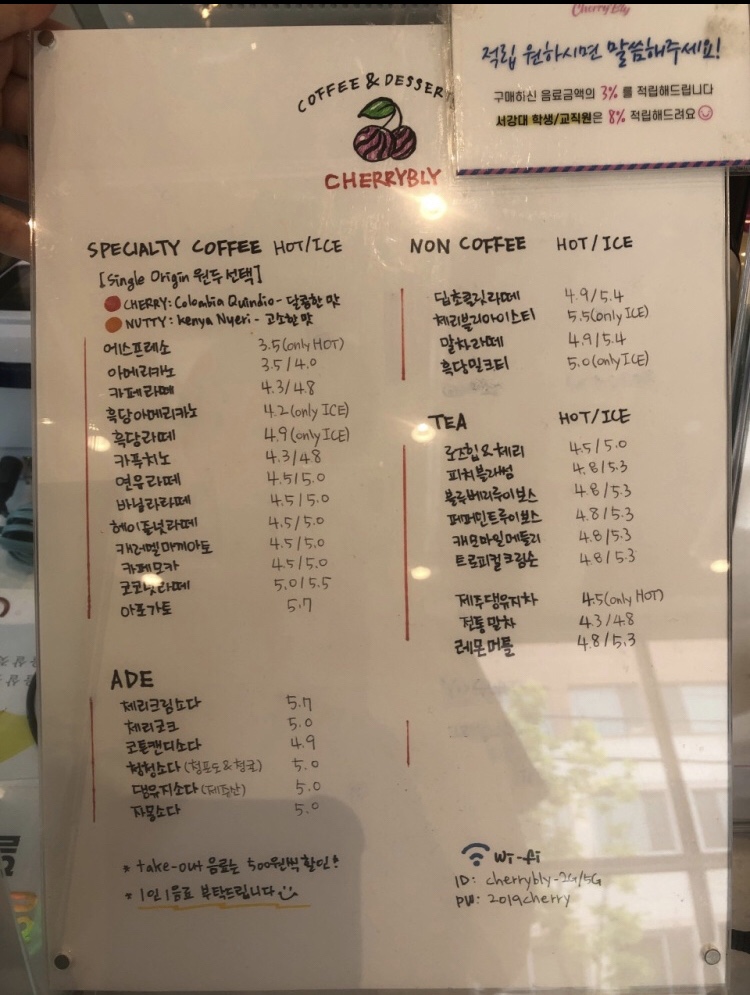 CherryBly
적립 원하시면 말씀해주세요!
구매하신 음료금액의 3% 를 적립해드립니다
서강대 학생/교직원은 8% 적립해드려요
COFFEE & DESSERT
CHERRYBLY
SPECIALTY COFFEE HOT/ICE
[Single Origin 원두선택]
CHERRY: Colombia Quindio - 달콤한 맛
NUTTY: Kenya Nyeri - 고소한 맛
에스프레소 3.5(only HOT)
아메리카노 3.5/4.0
카페라떼 4.3/4.8
흑당아메리카노 4.2(only ICE)
흑당라떼 4.9(only ICE)
카푸치노 4.3/4.8
연유라떼 4.5/5.0
바닐라라떼 4.5/5.0
헤이즐넛라떼 4.5/5.0
캐러멜마끼아또 4.5/5.0
카페모카 4.5/5.0
코코넛라떼 5.0/5.5
아포가토 5.7
ADE
체리크림소다 5.7
체리코크 5.0
코튼캔디소다 4.9
청청소다 (청포도&청귤) 5.0
댕유지소다 (제주산) 5.0
자몽소다 5.0
* take-out 음료는 500원씩 할인!
* 1인 1음료 부탁드립니다
NON COFFEE HOT/ICE
딥초콜릿라떼 4.9/5.4
체리블리아이스티 5.5(only ICE)
말차라떼 4.9/5.4
흑당밀크티 5.0(only ICE)
TEA HOT/ICE
로즈힙&체리 4.5/5.0
피치블라썸 4.8/5.3
블루베리루이보스 4.8/5.3
페퍼민트루이보스 4.8/5.3
캐모마일메들리 4.8/5.3
트로피컬크림슨 4.8/5.3
제주댕유지차 4.5(only HOT)
전통말차 4.3/4.8
레몬머틀 4.8/5.3
Wi-fi
ID: cherrybly-2G/5G
PW: 2019cherry